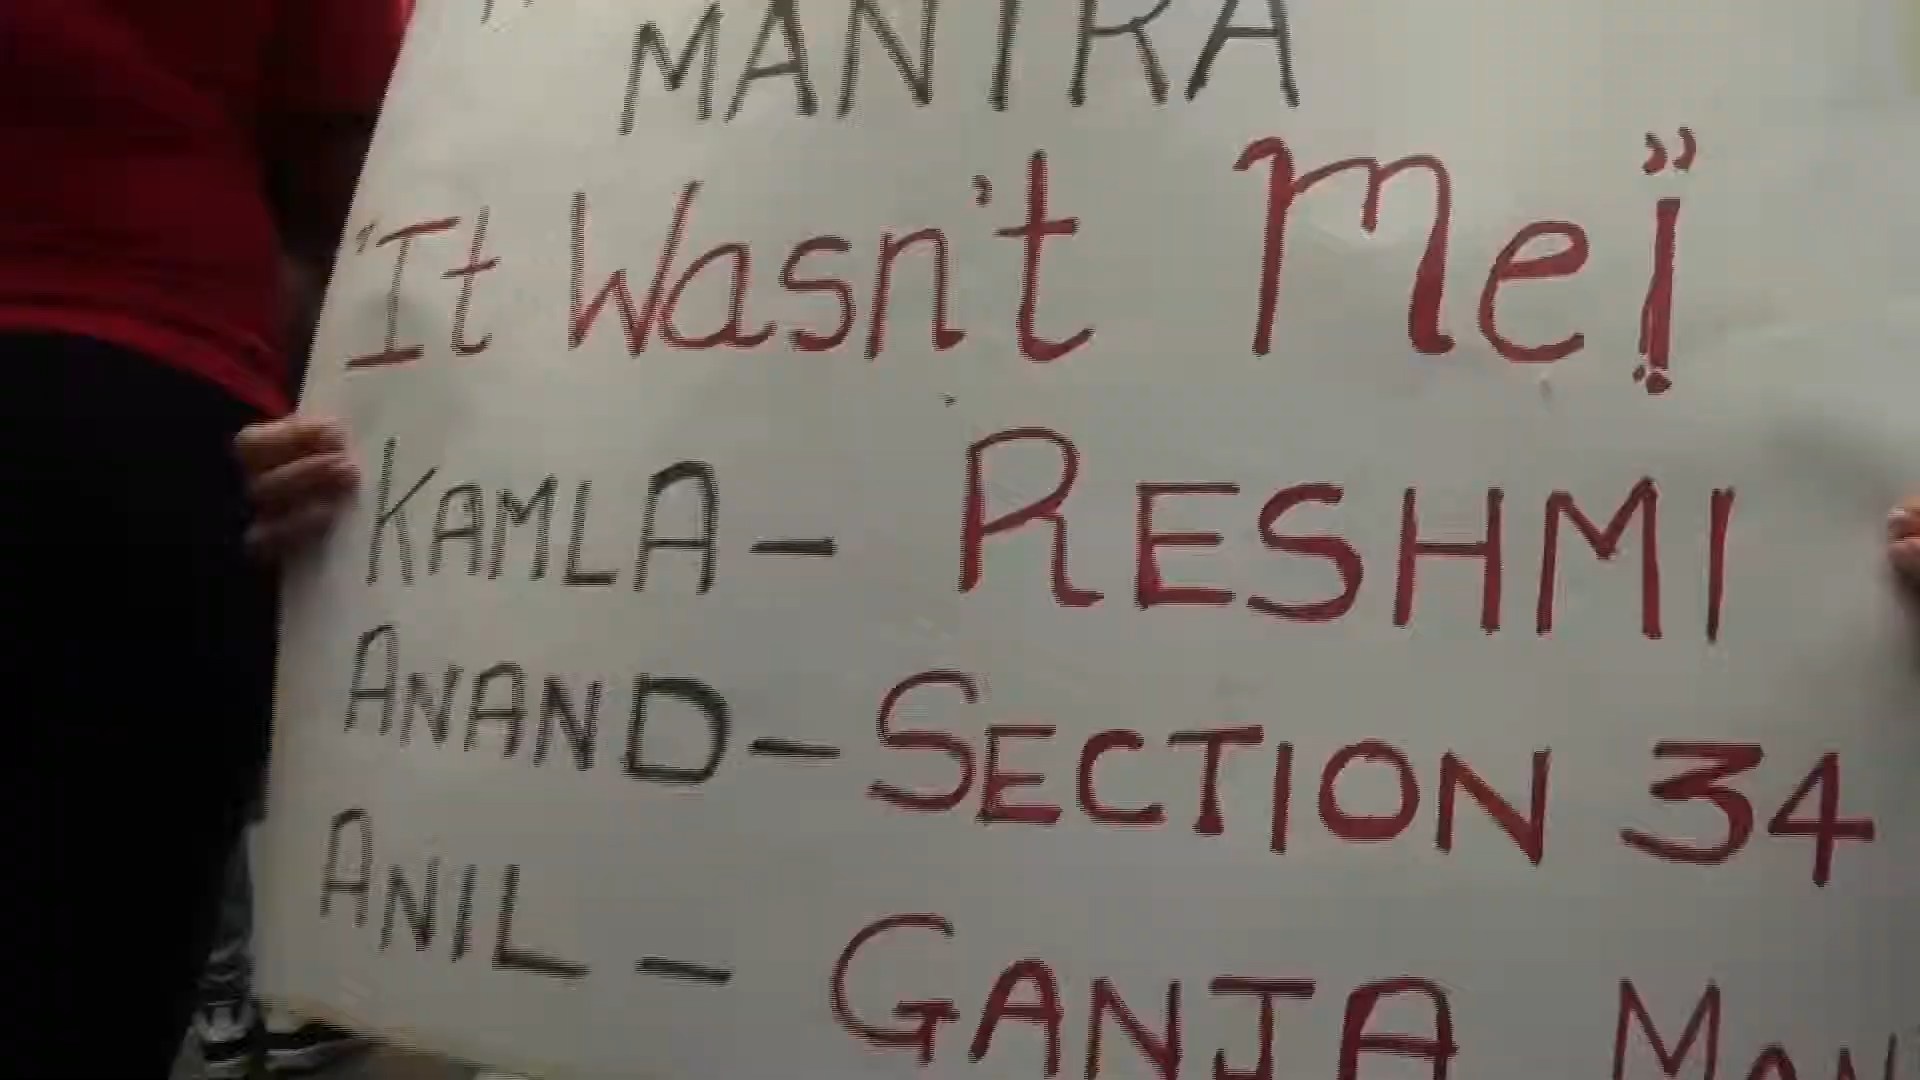 MANTRA
"It Wasn't Me!"
KAMLA - RESHMI
ANAND - SECTION 34
ANIL - GANJA